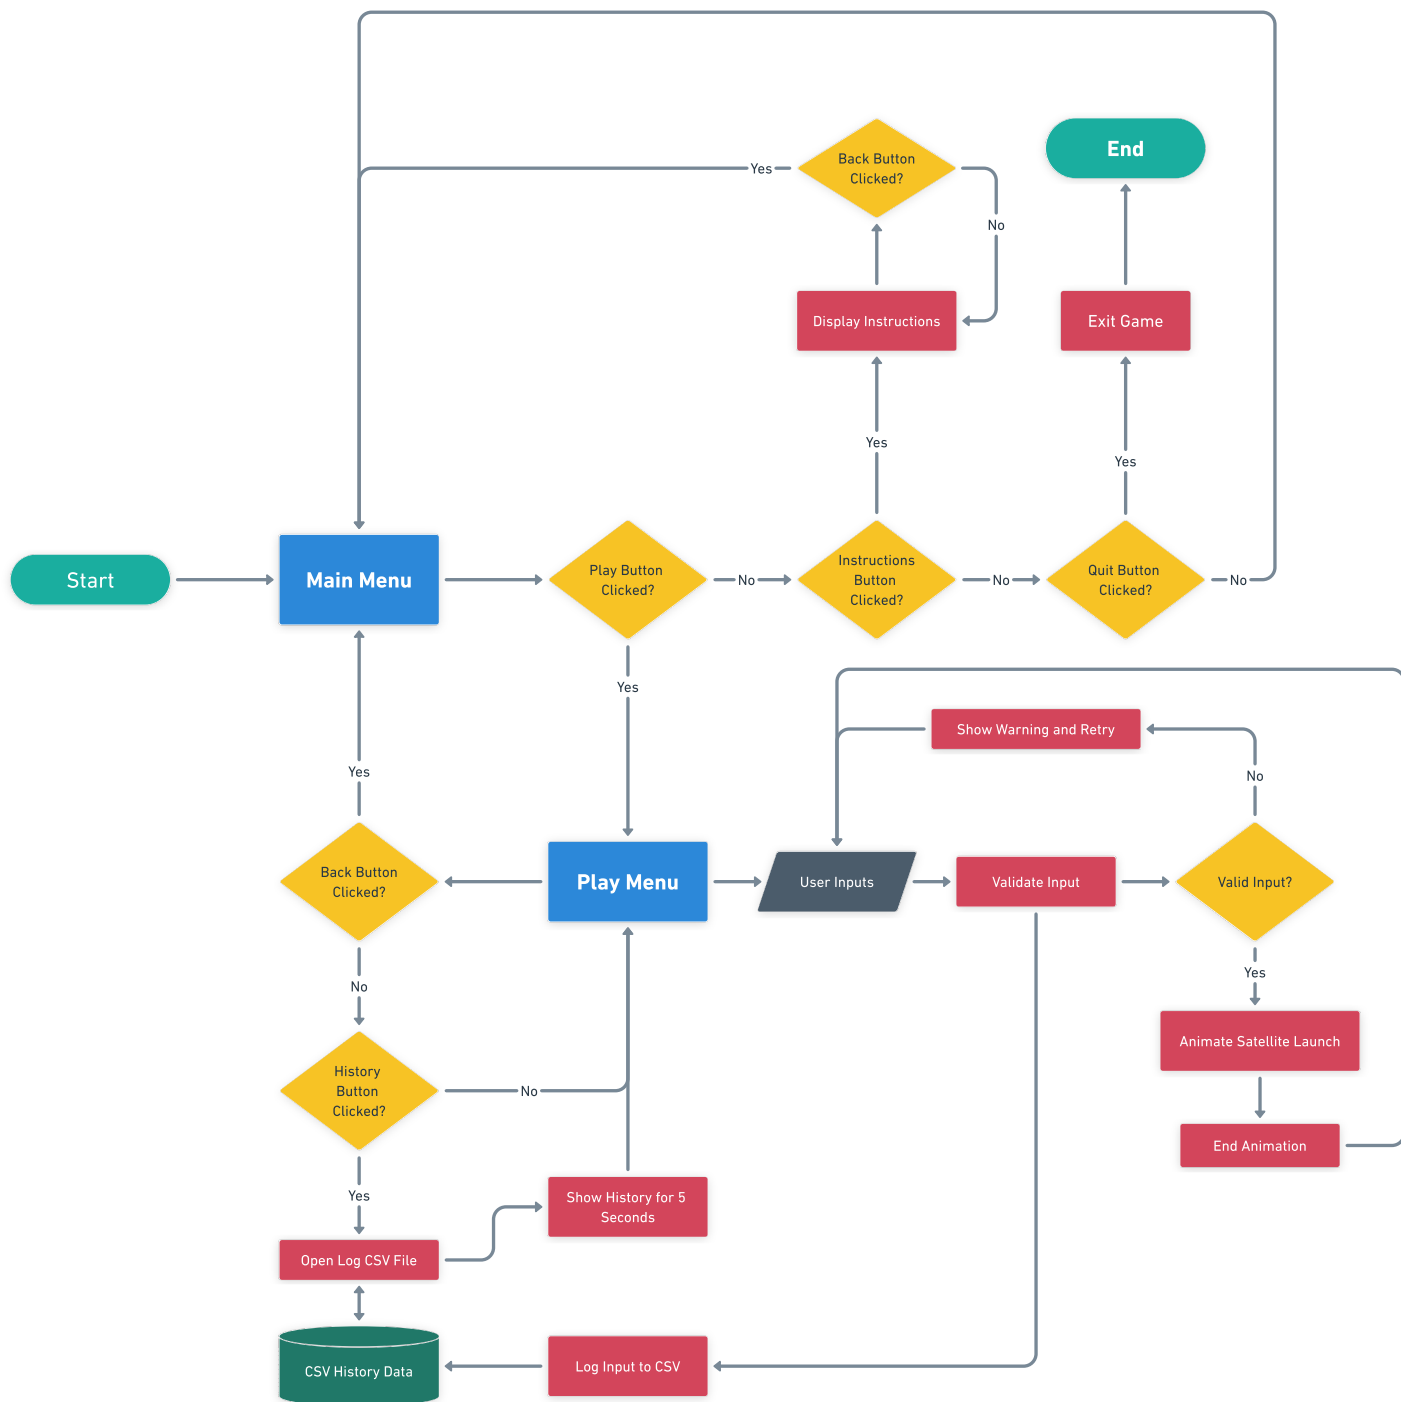 Back Button
Clicked?
End
Yes
No
Display Instructions
Exit Game
Yes
Yes
Start
Main Menu
Play Button
Clicked?
No
Instructions
Button
Clicked?
No
Quit Button
Clicked?
No
Yes
Show Warning and Retry
Yes
No
Back Button
Clicked?
Play Menu
User Inputs
Validate Input
Valid Input?
No
Yes
History
Button
Clicked?
No
Animate Satellite Launch
End Animation
Yes
Show History for 5
Seconds
Open Log CSV File
CSV History Data
Log Input to CSV